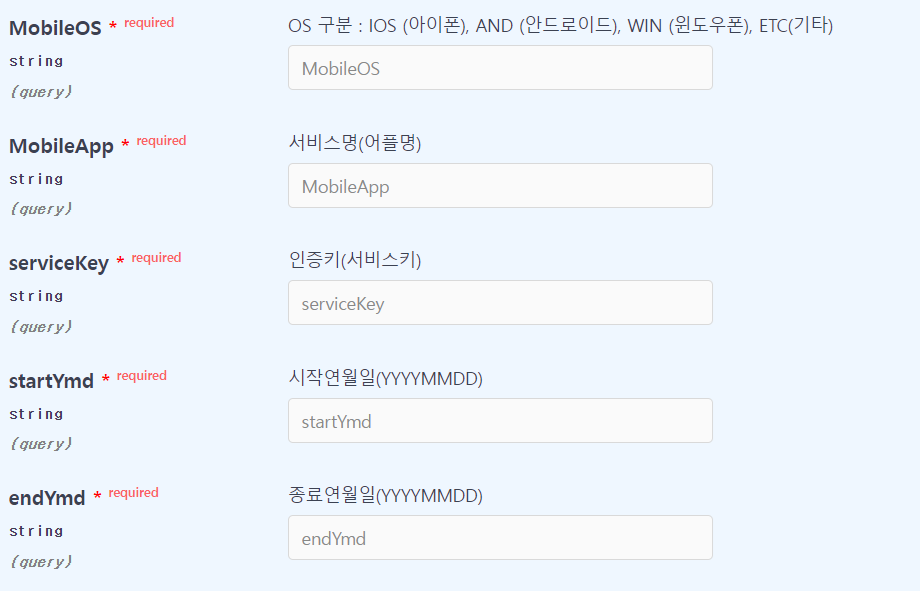 MobileOS * required
OS 구분 : IOS (아이폰), AND (안드로이드), WIN (윈도우폰), ETC(기타)
string
MobileOS
(query)
MobileApp * required
서비스명(어플명)
string
MobileApp
(query)
serviceKey * required
인증키(서비스키)
string
serviceKey
(query)
startYmd * required
시작연월일(YYYYMMDD)
string
startYmd
(query)
endYmd * required
종료연월일(YYYYMMDD)
string
endYmd
(query)